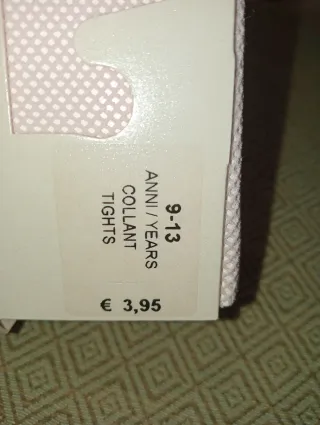 9-13
ANNI / YEARS
COLLANT
TIGHTS
€ 3,95